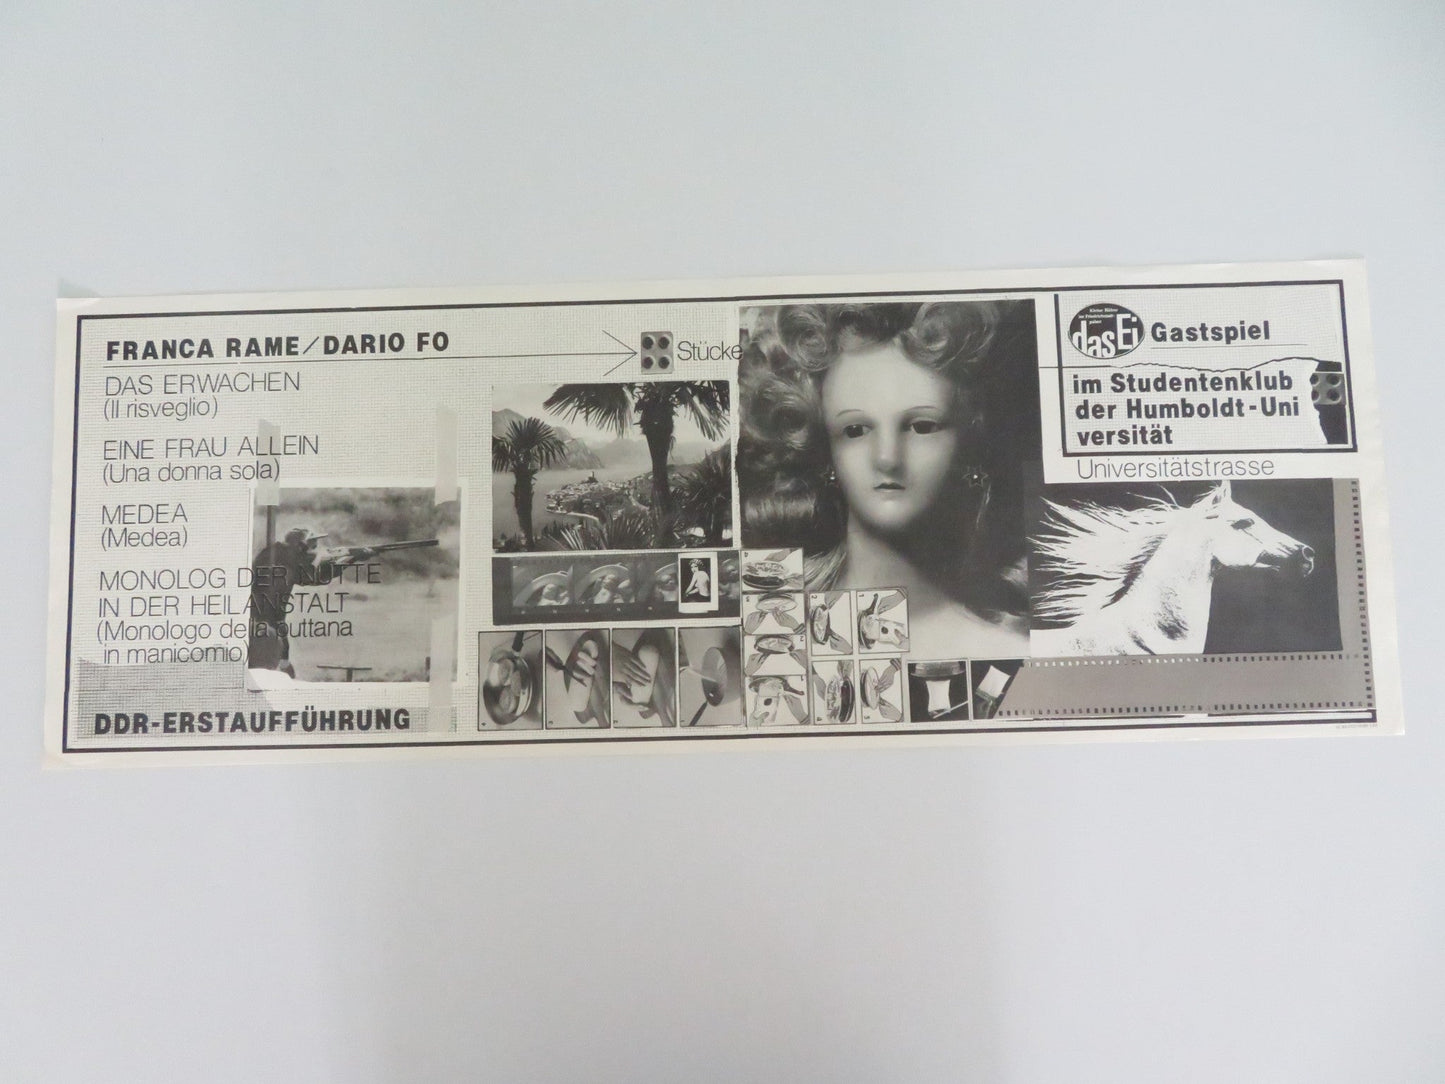 FRANCA RAME/DARIO FO
Stücke
DAS ERWACHEN
(Il risveglio)
EINE FRAU ALLEIN
(Una donna sola)
MEDEA
(Medea)
MONOLOG DER NUTTE
IN DER HEILANSTALT
(Monologo della puttana
in manicomio)
DDR-ERSTAUFFÜHRUNG
dasEi
Gastspiel
im Studentenklub
der Humboldt-Uni
versität
Universitätstrasse